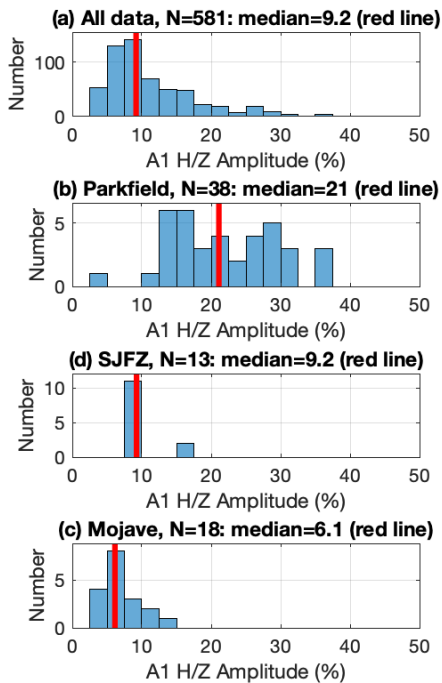 (a) All data, N=581: median=9.2 (red line)
Number
100
0
0 10 20 30 40 50
A1 H/Z Amplitude (%)
(b) Parkfield, N=38: median=21 (red line)
Number
5
0
0 10 20 30 40 50
A1 H/Z Amplitude (%)
(d) SJFZ, N=13: median=9.2 (red line)
Number
10
5
0
0 10 20 30 40 50
A1 H/Z Amplitude (%)
(c) Mojave, N=18: median=6.1 (red line)
Number
5
0
0 10 20 30 40 50
A1 H/Z Amplitude (%)